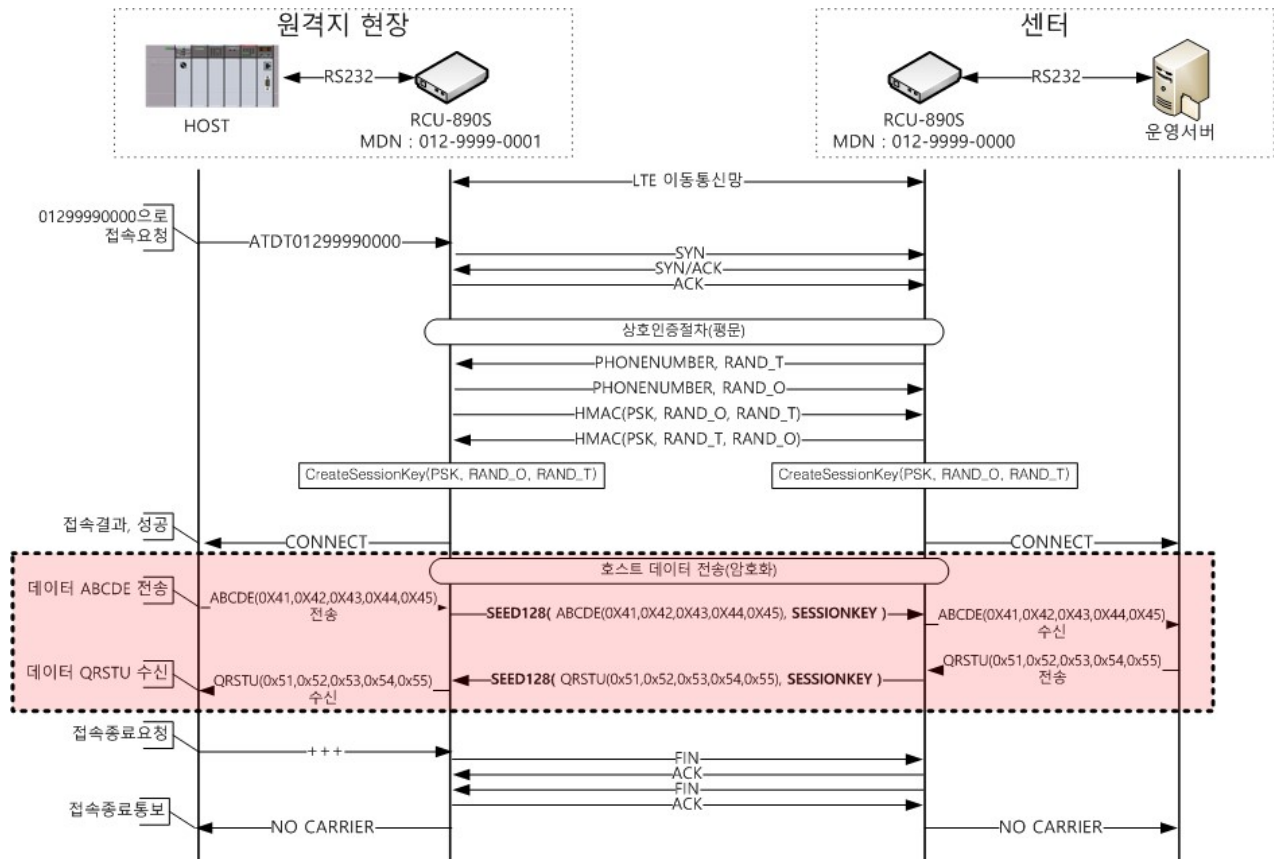 원격지 현장
센터
RS232
RS232
HOST
RCU-890S
MDN : 012-9999-0001
RCU-890S
MDN : 012-9999-0000
운영서버
LTE 이동통신망
01299990000으로
접속요청
ATDT01299990000
SYN
SYN/ACK
ACK
상호인증절차(평문)
PHONENUMBER, RAND_T
PHONENUMBER, RAND_O
HMAC(PSK, RAND_O, RAND_T)
HMAC(PSK, RAND_T, RAND_O)
CreateSessionKey(PSK, RAND_O, RAND_T)
CreateSessionKey(PSK, RAND_O, RAND_T)
접속결과, 성공
CONNECT
CONNECT
호스트 데이터 전송(암호화)
데이터 ABCDE 전송
ABCDE(0X41,0X42,0X43,0X44,0X45)
전송
SEED128( ABCDE(0X41,0X42,0X43,0X44,0X45), SESSIONKEY )
ABCDE(0X41,0X42,0X43,0X44,0X45)
수신
데이터 QRSTU 수신
QRSTU(0x51,0x52,0x53,0x54,0x55)
수신
SEED128( QRSTU(0x51,0x52,0x53,0x54,0x55), SESSIONKEY )
QRSTU(0x51,0x52,0x53,0x54,0x55)
전송
접속종료요청
+++
FIN
ACK
FIN
ACK
접속종료통보
NO CARRIER
NO CARRIER